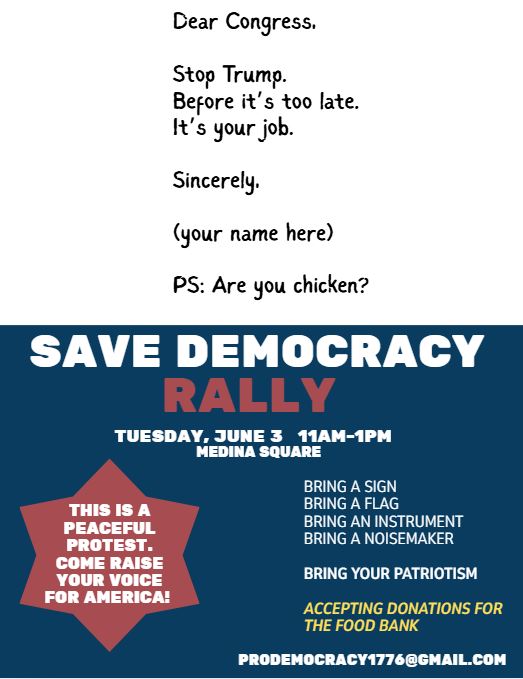 Dear Congress,
Stop Trump.
Before it's too late.
It's your job.
Sincerely,
(your name here)
PS: Are you chicken?
SAVE DEMOCRACY
RALLY
TUESDAY, JUNE 3 11AM-1PM
MEDINA SQUARE
THIS IS A
PEACEFUL
PROTEST.
COME RAISE
YOUR VOICE
FOR AMERICA!
BRING A SIGN
BRING A FLAG
BRING AN INSTRUMENT
BRING A NOISEMAKER
BRING YOUR PATRIOTISM
ACCEPTING DONATIONS FOR
THE FOOD BANK
PRODEMOCRACY1776@GMAIL.COM